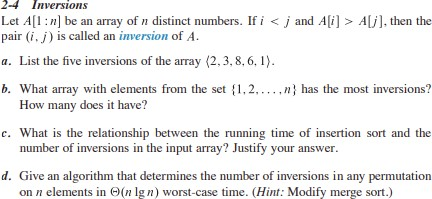 2-4 Inversions
Let A[1:n] be an array of n distinct numbers. If i < j and A[i] > A[j], then the
pair (i, j) is called an inversion of A.
a. List the five inversions of the array ⟨2, 3, 8, 6, 1⟩.
b. What array with elements from the set {1, 2, . . . , n} has the most inversions?
How many does it have?
c. What is the relationship between the running time of insertion sort and the
number of inversions in the input array? Justify your answer.
d. Give an algorithm that determines the number of inversions in any permutation
on n elements in Θ(n lg n) worst-case time. (Hint: Modify merge sort.)